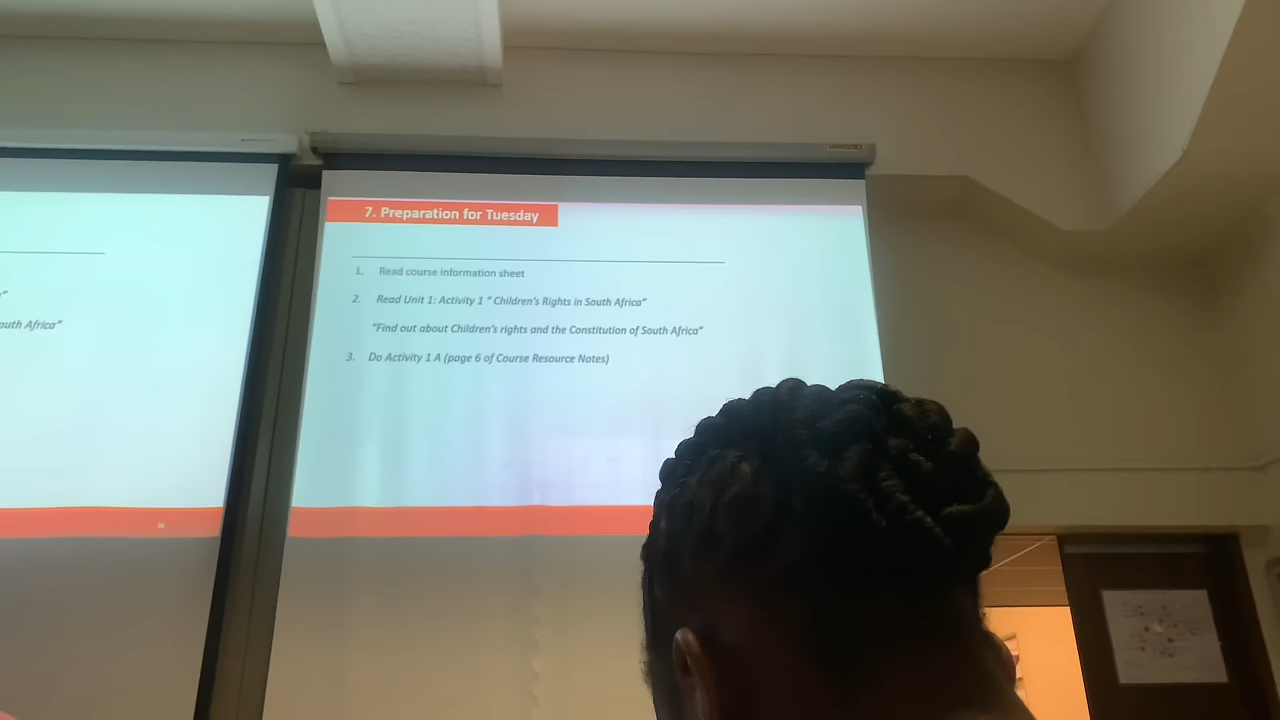 7. Preparation for Tuesday
1. Read course information sheet
2. Read Unit 1: Activity 1 " Children's Rights in South Africa"
"Find out about Children's rights and the Constitution of South Africa"
3. Do Activity 1 A (page 6 of Course Resource Notes)
Africa"